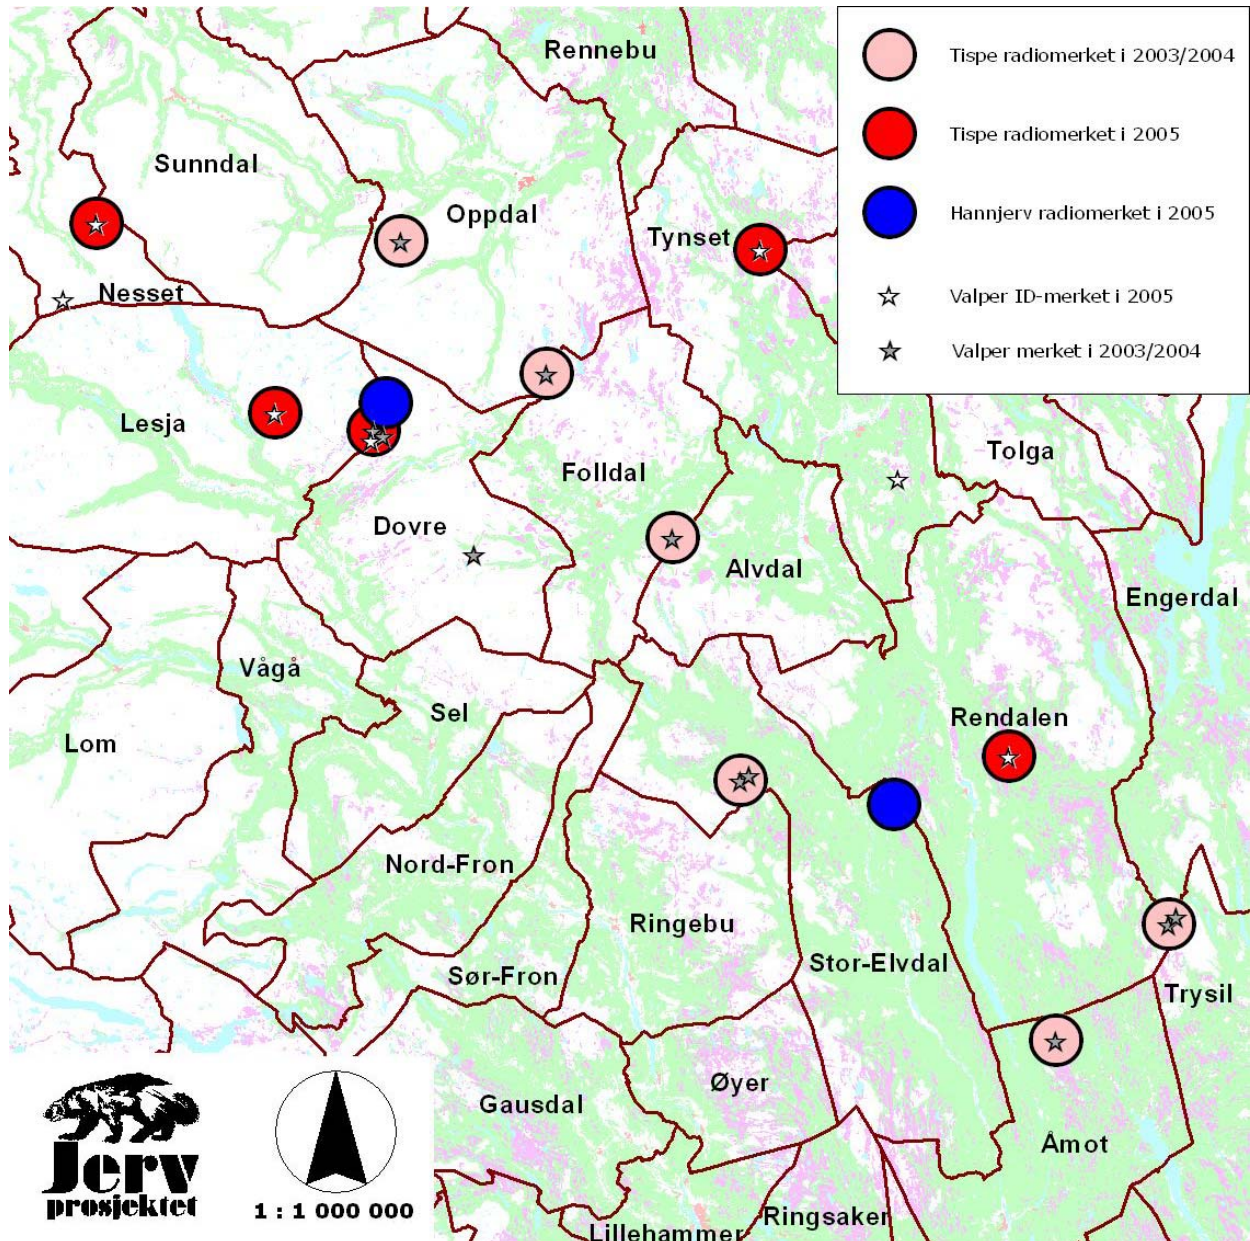 Rennebu
Tispe radiomerket i 2003/2004
Tispe radiomerket i 2005
Hannjerv radiomerket i 2005
Valper ID-merket i 2005
Valper merket i 2003/2004
Sunndal
Oppdal
Tynset
Nesset
Lesja
Tolga
Folldal
Dovre
Alvdal
Engerdal
Vågå
Sel
Lom
Rendalen
Nord-Fron
Ringebu
Stor-Elvdal
Sør-Fron
Trysil
Øyer
Gausdal
Åmot
Jerv
prosjektet
1 : 1 000 000
Ringsaker
Lillehammer